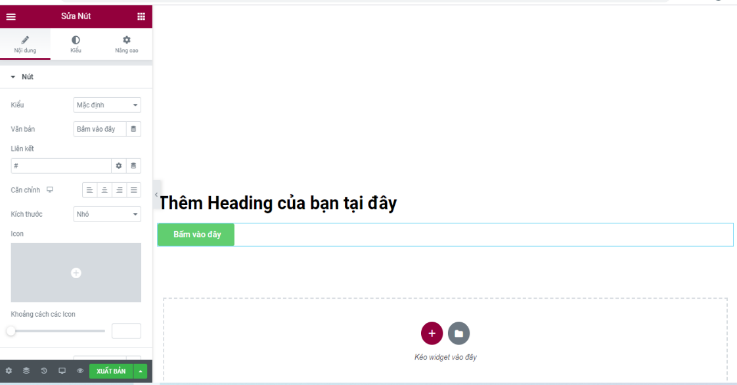 Sửa Nút
Nội dung
Kiểu
Nâng cao
Nút
Kiểu
Mặc định
Văn bản
Bấm vào đây
Liên kết
#
Căn chỉnh
Kích thước
Nhỏ
Icon
Khoảng cách các Icon
XUẤT BẢN
Thêm Heading của bạn tại đây
Bấm vào đây
Kéo widget vào đây